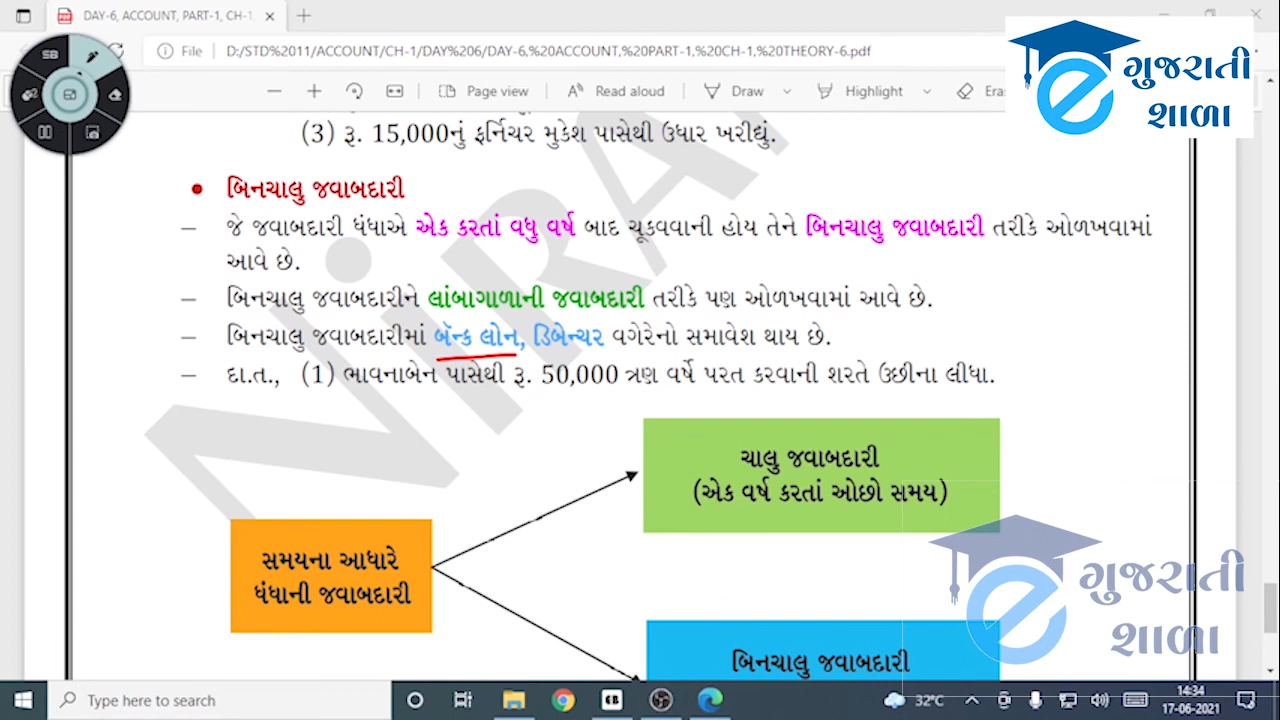 DAY-6, ACCOUNT, PART-1, CH-1
File D:/STD%2011/ACCOUNT/CH-1/DAY%206/DAY-6,%20ACCOUNT,%20PART-1,%20CH-1,%20THEORY-6.pdf
Page view Read aloud Draw Highlight
SB
ગુજરાતી
શાળા
(3) રૂ. 15,000નું ફર્નિચર મુકેશ પાસેથી ઉધાર ખરીદ્યું.
• બિનચાલુ જવાબદારી
– જે જવાબદારી ધંધાએ એક કરતાં વધુ વર્ષ બાદ ચૂકવવાની હોય તેને બિનચાલુ જવાબદારી તરીકે ઓળખવામાં
આવે છે.
– બિનચાલુ જવાબદારીને લાંબાગાળાની જવાબદારી તરીકે પણ ઓળખવામાં આવે છે.
– બિનચાલુ જવાબદારીમાં બૅન્ક લોન, ડિબેન્ચર વગેરેનો સમાવેશ થાય છે.
– દા.ત., (1) ભાવનાબેન પાસેથી રૂ. 50,000 ત્રણ વર્ષે પરત કરવાની શરતે ઉછીના લીધા.
ચાલુ જવાબદારી
(એક વર્ષ કરતાં ઓછો સમય)
સમયના આધારે
ધંધાની જવાબદારી
બિનચાલુ જવાબદારી
ગુજરાતી
શાળા
Type here to search
32°C
14:34
17-06-2021